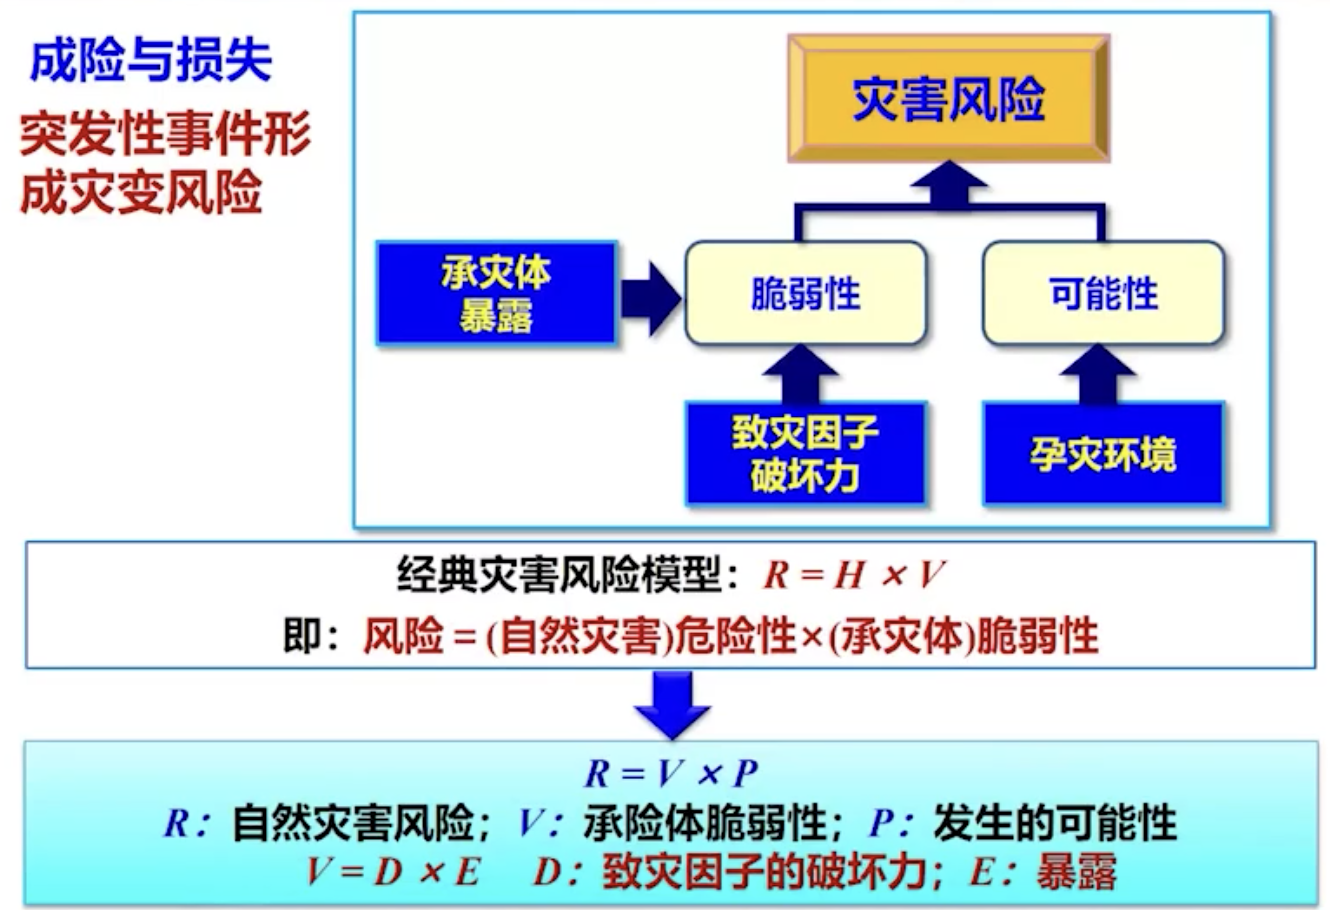 成险与损失
突发性事件形
成灾变风险
灾害风险
承灾体
暴露
脆弱性
可能性
致灾因子
破坏力
孕灾环境
经典灾害风险模型：R = H × V
即：风险 = (自然灾害)危险性×(承灾体)脆弱性
R = V × P
R：自然灾害风险；V：承险体脆弱性；P：发生的可能性
V = D × E D：致灾因子的破坏力；E：暴露